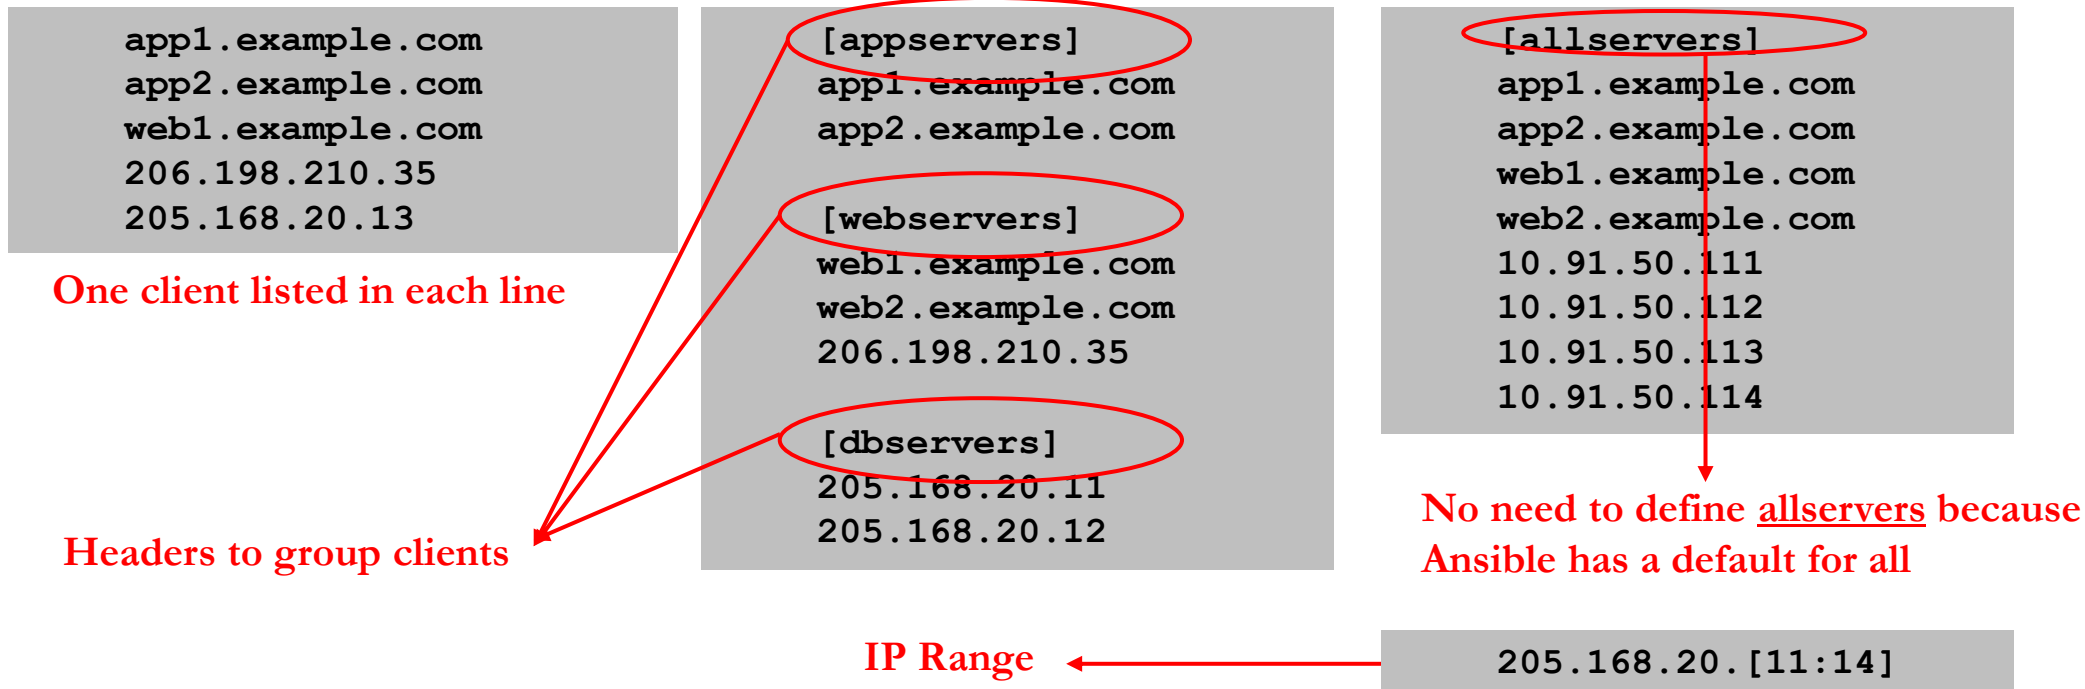 app1.example.com
app2.example.com
web1.example.com
206.198.210.35
205.168.20.13
One client listed in each line
[appservers]
app1.example.com
app2.example.com
[webservers]
web1.example.com
web2.example.com
206.198.210.35
[dbservers]
205.168.20.11
205.168.20.12
Headers to group clients
[allservers]
app1.example.com
app2.example.com
web1.example.com
web2.example.com
10.91.50.111
10.91.50.112
10.91.50.113
10.91.50.114
No need to define allservers because
Ansible has a default for all
IP Range
205.168.20.[11:14]